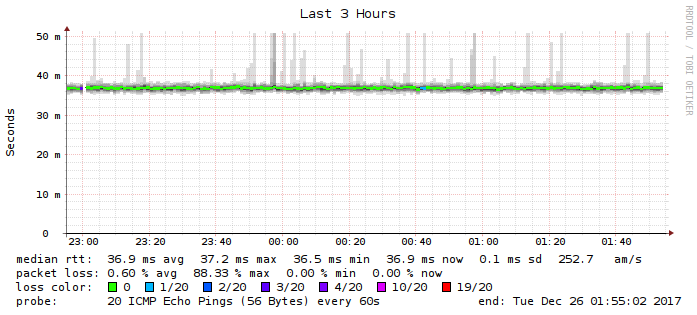 Last 3 Hours
RRDTOOL / TOBI OETIKER
Seconds
50 m
40 m
30 m
20 m
10 m
0
23:00 23:20 23:40 00:00 00:20 00:40 01:00 01:20 01:40
median rtt: 36.9 ms avg 37.2 ms max 36.5 ms min 36.9 ms now 0.1 ms sd 252.7 am/s
packet loss: 0.60 % avg 88.33 % max 0.00 % min 0.00 % now
loss color: 0 1/20 2/20 3/20 4/20 10/20 19/20
probe: 20 ICMP Echo Pings (56 Bytes) every 60s end: Tue Dec 26 01:55:02 2017